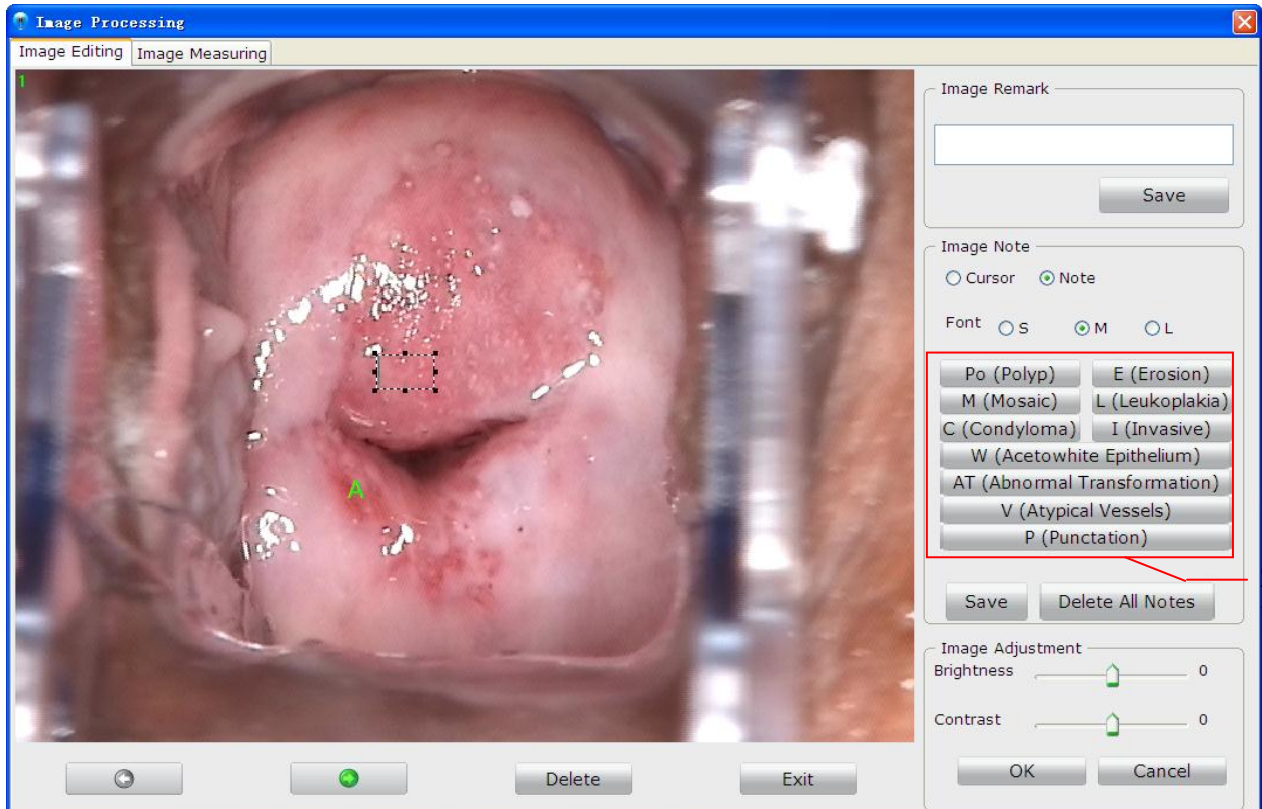 Image Processing
Image Editing Image Measuring
1
A
Image Remark
Save
Image Note
Cursor Note
Font S M L
Po (Polyp) E (Erosion)
M (Mosaic) L (Leukoplakia)
C (Condyloma) I (Invasive)
W (Acetowhite Epithelium)
AT (Abnormal Transformation)
V (Atypical Vessels)
P (Punctation)
Save Delete All Notes
Image Adjustment
Brightness 0
Contrast 0
OK Cancel
Delete Exit